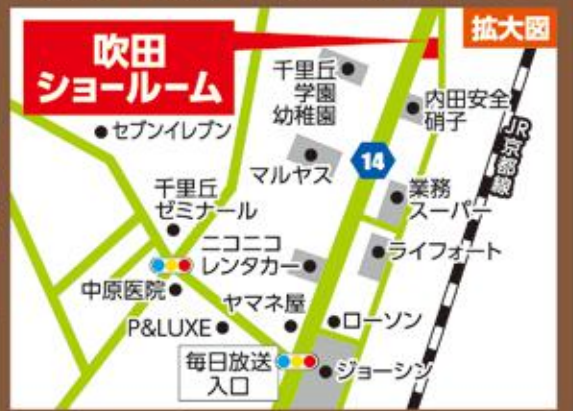 拡大図
吹田
ショールーム
千里丘
学園
幼稚園
内田安全
硝子
JR京都線
セブンイレブン
14
マルヤス
千里丘
ゼミナール
業務
スーパー
ニコニコ
レンタカー
ライフォート
中原医院
ヤマネ屋
P&LUXE
ローソン
毎日放送
入口
ジョーシン